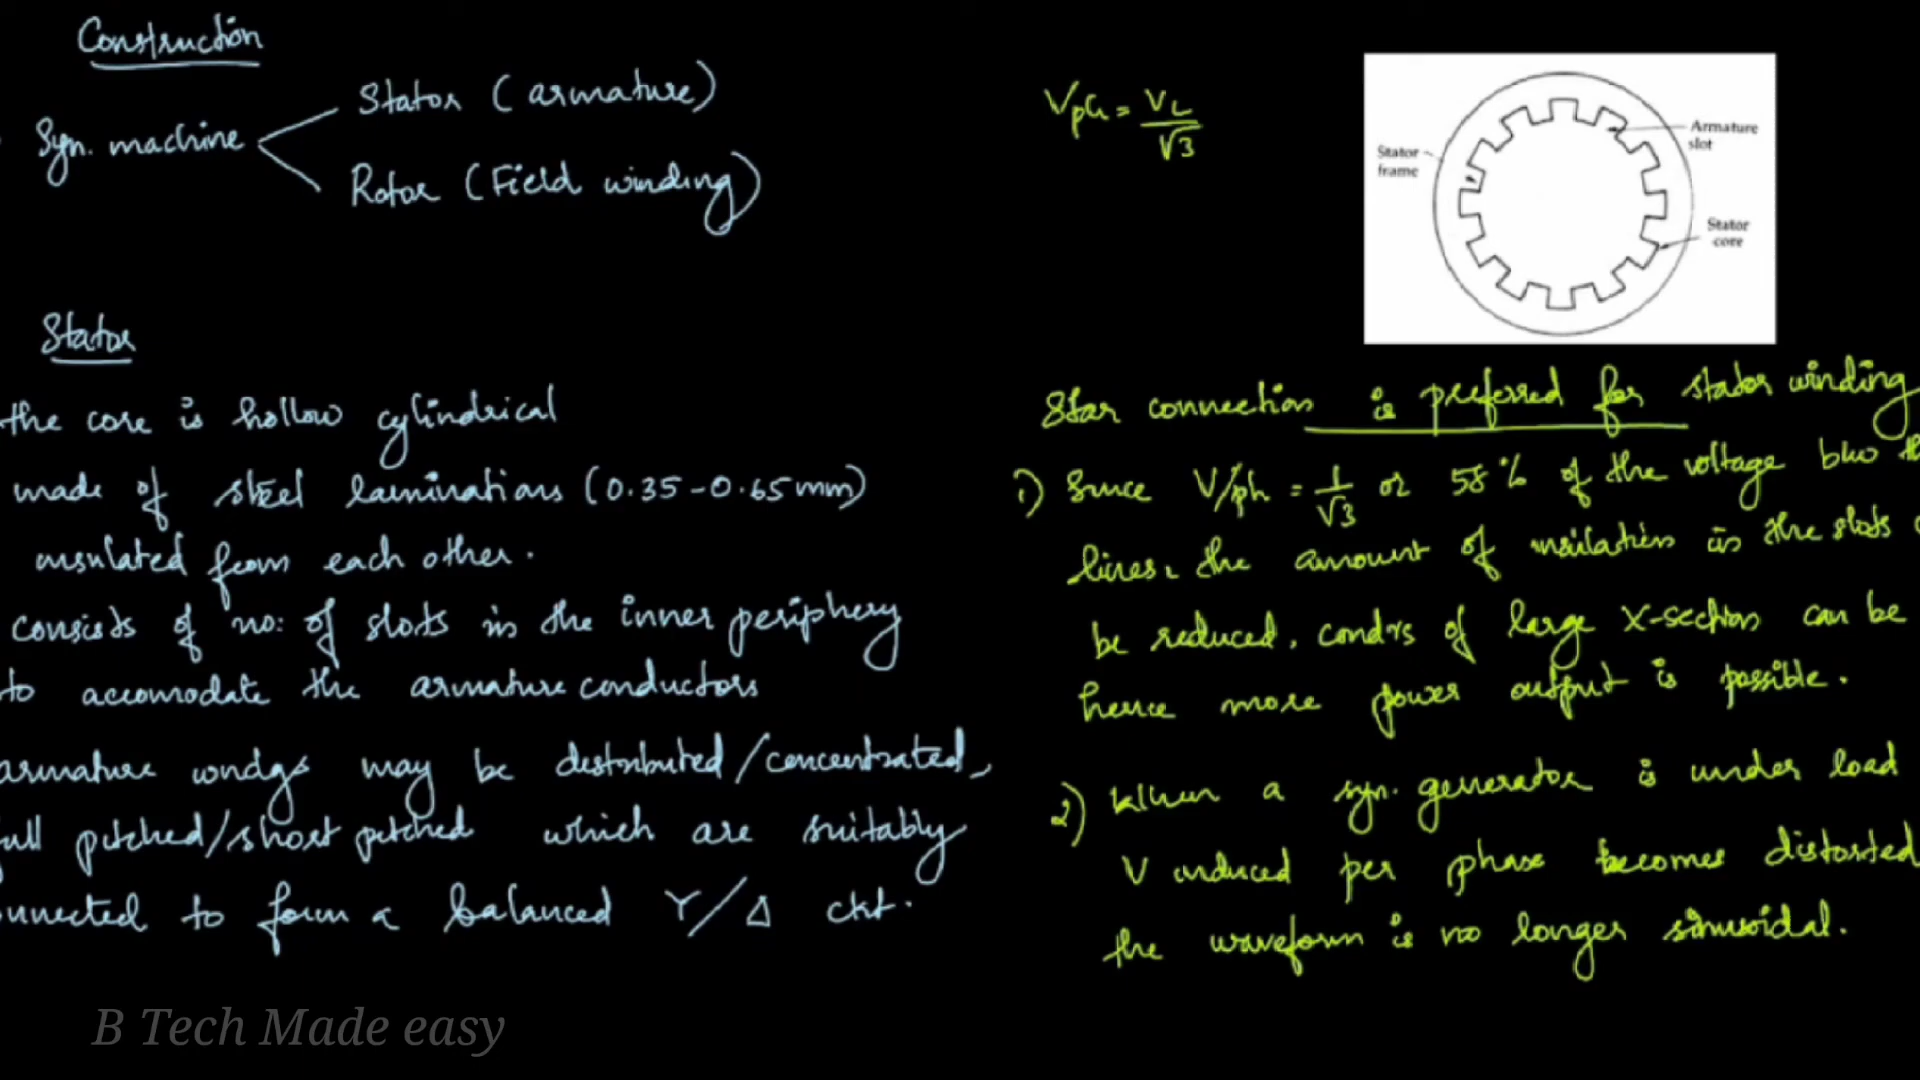 Construction
Syn. machine
Stator (armature)
Rotor (Field winding)
Stator
the core is hollow cylindrical
made of steel laminations (0.35-0.65mm)
insulated from each other.
consists of no: of slots in the inner periphery
to accomodate the armature conductors
armature wndgs may be distributed/concentrated,
full pitched/short pitched which are suitably
onnected to form a balanced Y/Δ ckt.
Vph = VL/√3
Stator frame
Armature slot
Stator core
Star connection is preferred for stator winding
1) Since V/ph = 1/√3 or 58% of the voltage b/w th
lines, the amount of insulation in the slots
be reduced, condrs of large X-section can be
hence more power output is possible.
2) When a syn. generator is under load
V induced per phase becomes distorted
the waveform is no longer sinusoidal.
B Tech Made easy